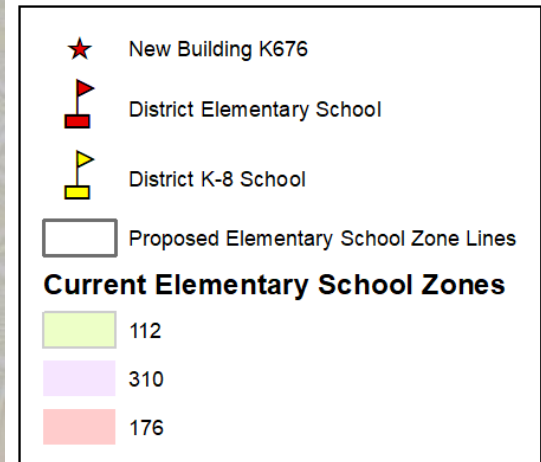 New Building K676
District Elementary School
District K-8 School
Proposed Elementary School Zone Lines
Current Elementary School Zones
112
310
176